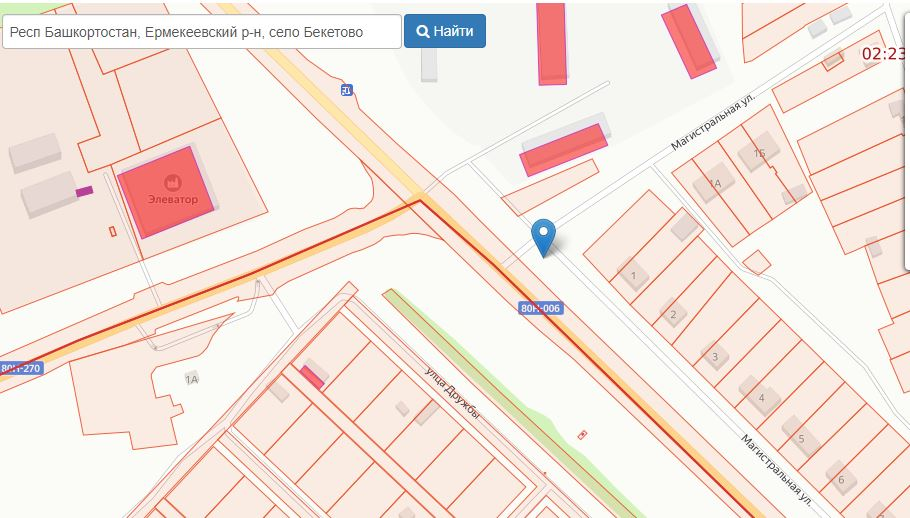 Респ Башкортостан, Ермекеевский р-н, село Бекетово
Найти
02:23
Магистральная ул.
1Б
1А
Элеватор
1
80Н-006
2
3
80Н-270
1А
улца Дружбы
4
Магистральная ул.
5
6